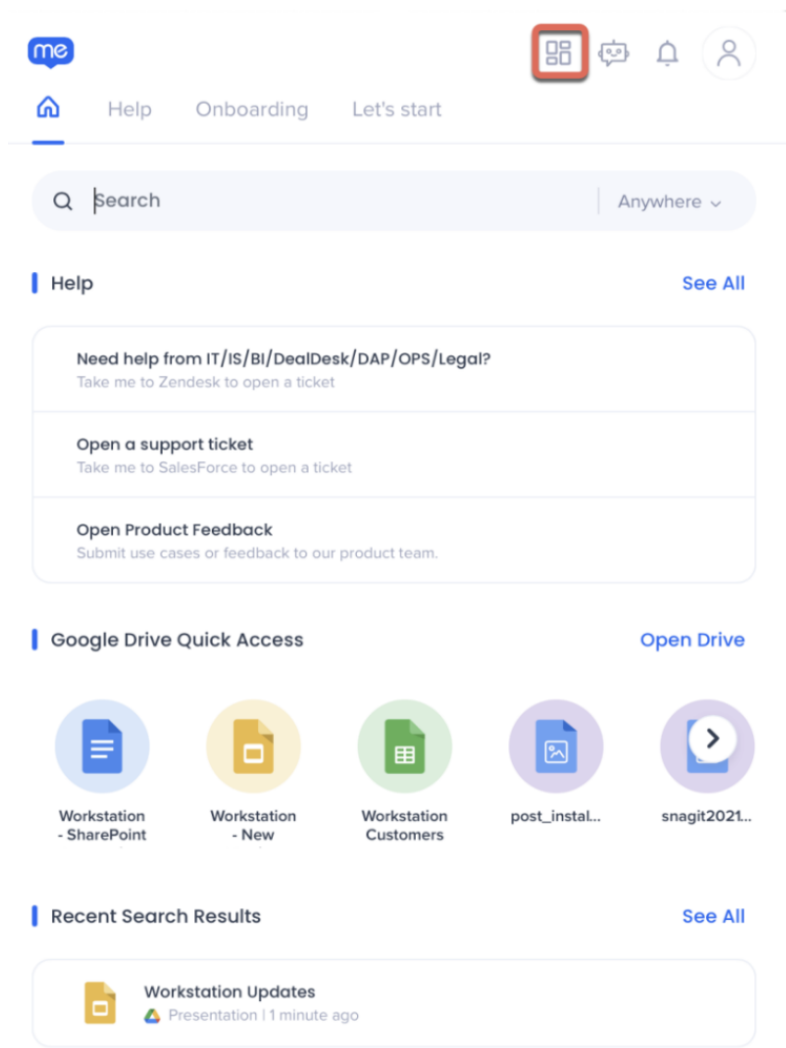 me
Help Onboarding Let's start
Search Anywhere
Help See All
Need help from IT/IS/BI/DealDesk/DAP/OPS/Legal?
Take me to Zendesk to open a ticket
Open a support ticket
Take me to SalesForce to open a ticket
Open Product Feedback
Submit use cases or feedback to our product team.
Google Drive Quick Access Open Drive
Workstation Workstation Workstation post_instal... snagit2021...
- SharePoint - New Customers
Recent Search Results See All
Workstation Updates
Presentation | 1 minute ago